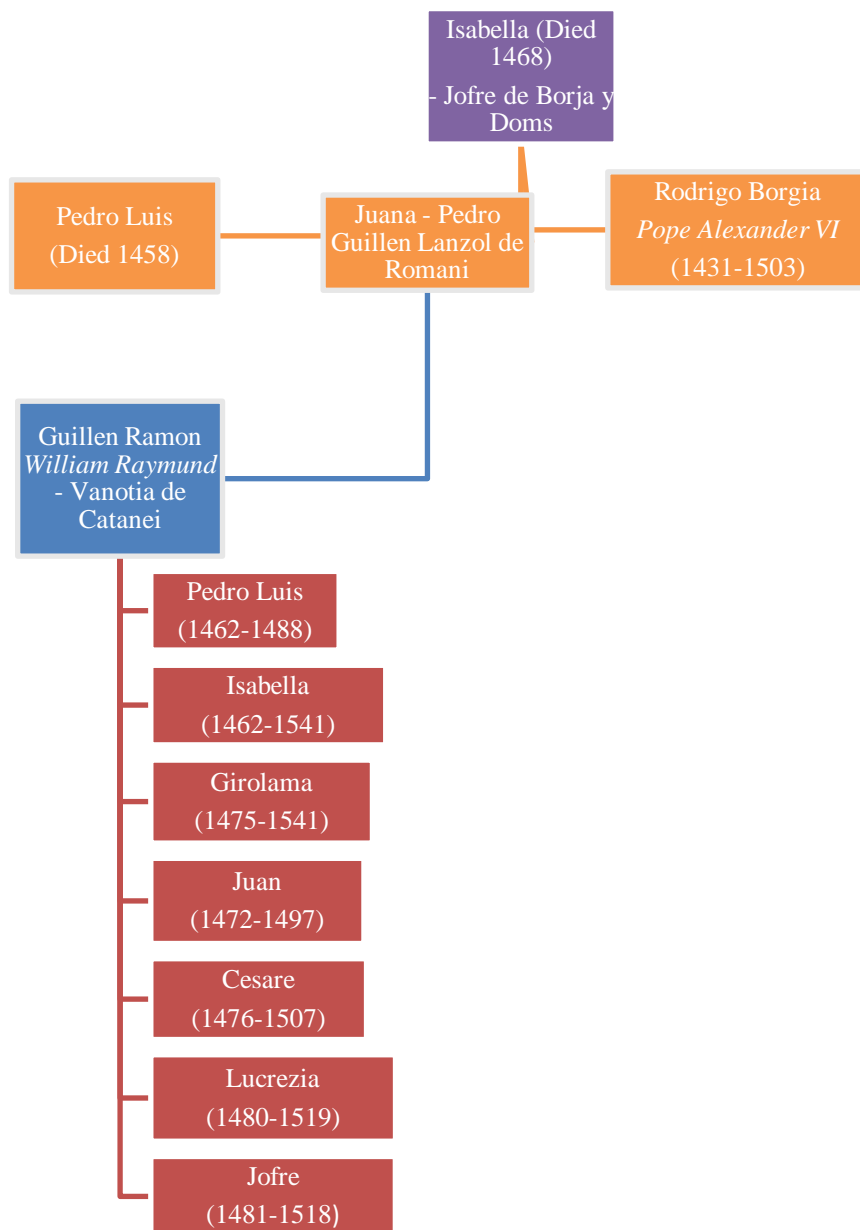 Isabella (Died
1468)
- Jofre de Borja y
Doms
Pedro Luis
(Died 1458)
Juana - Pedro
Guillen Lanzol de
Romani
Rodrigo Borgia
Pope Alexander VI
(1431-1503)
Guillen Ramon
William Raymund
- Vanotia de
Catanei
Pedro Luis
(1462-1488)
Isabella
(1462-1541)
Girolama
(1475-1541)
Juan
(1472-1497)
Cesare
(1476-1507)
Lucrezia
(1480-1519)
Jofre
(1481-1518)